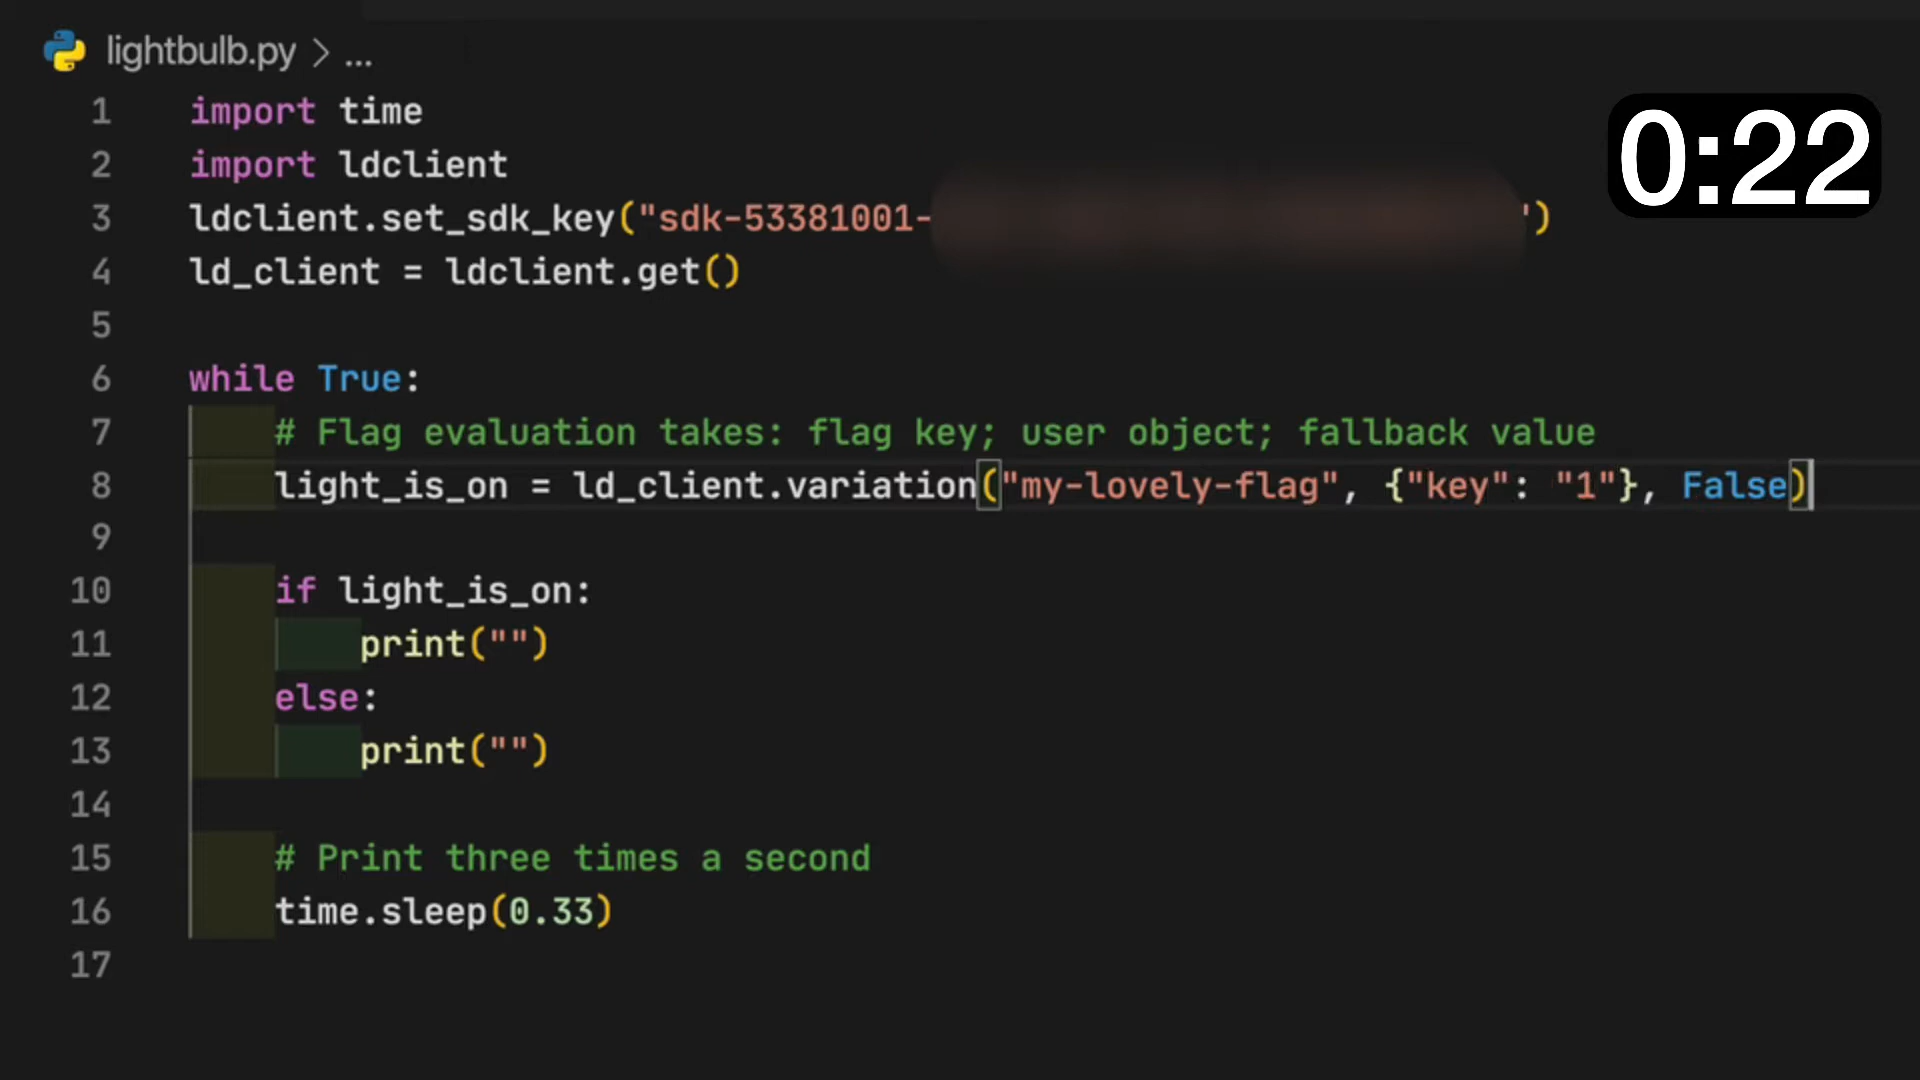 lightbulb.py > ...
0:22
1 import time
2 import ldclient
3 ldclient.set_sdk_key("sdk-53381001- ")
4 ld_client = ldclient.get()
5
6 while True:
7 # Flag evaluation takes: flag key; user object; fallback value
8 light_is_on = ld_client.variation("my-lovely-flag", {"key": "1"}, False)
9
10 if light_is_on:
11 print("")
12 else:
13 print("")
14
15 # Print three times a second
16 time.sleep(0.33)
17